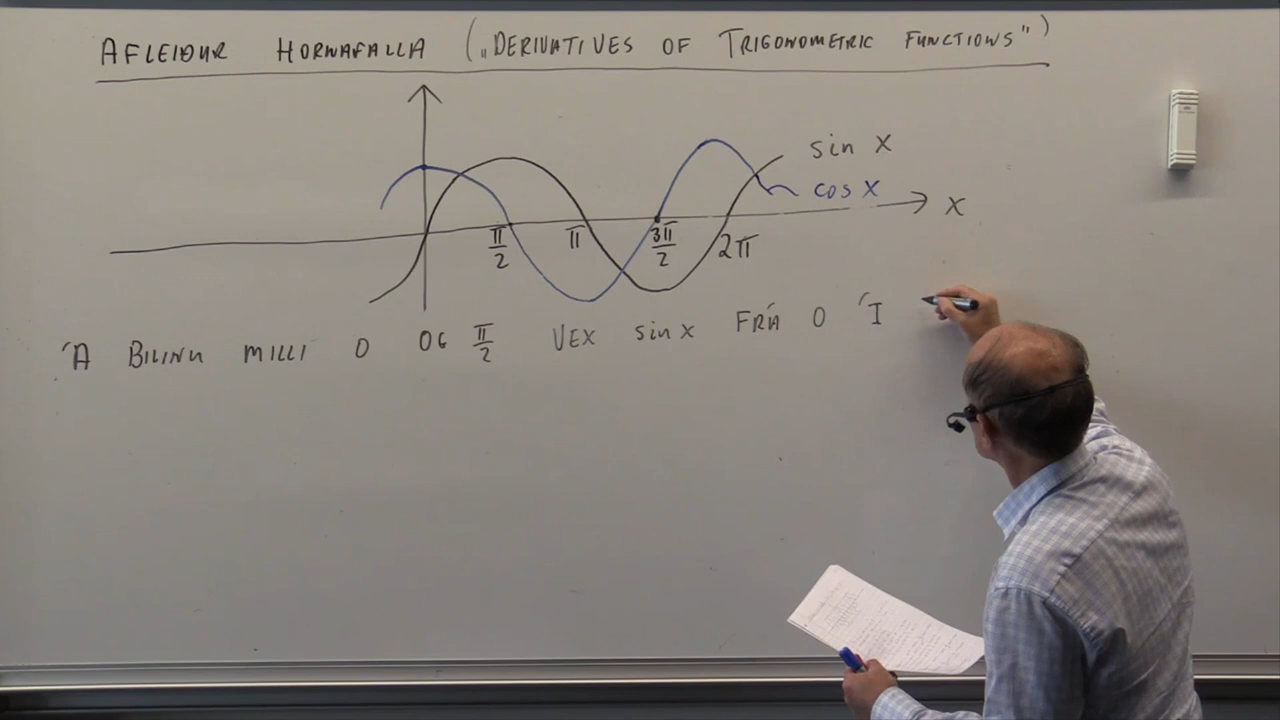 AFLEIÐUR HORNAFALLA („DERIVATIVES OF TRIGONOMETRIC FUNCTIONS")
sin x
cos x
x
π/2 π 3π/2 2π
Á BILINU MILLI 0 OG π/2 VEX sin x FRÁ 0 Í